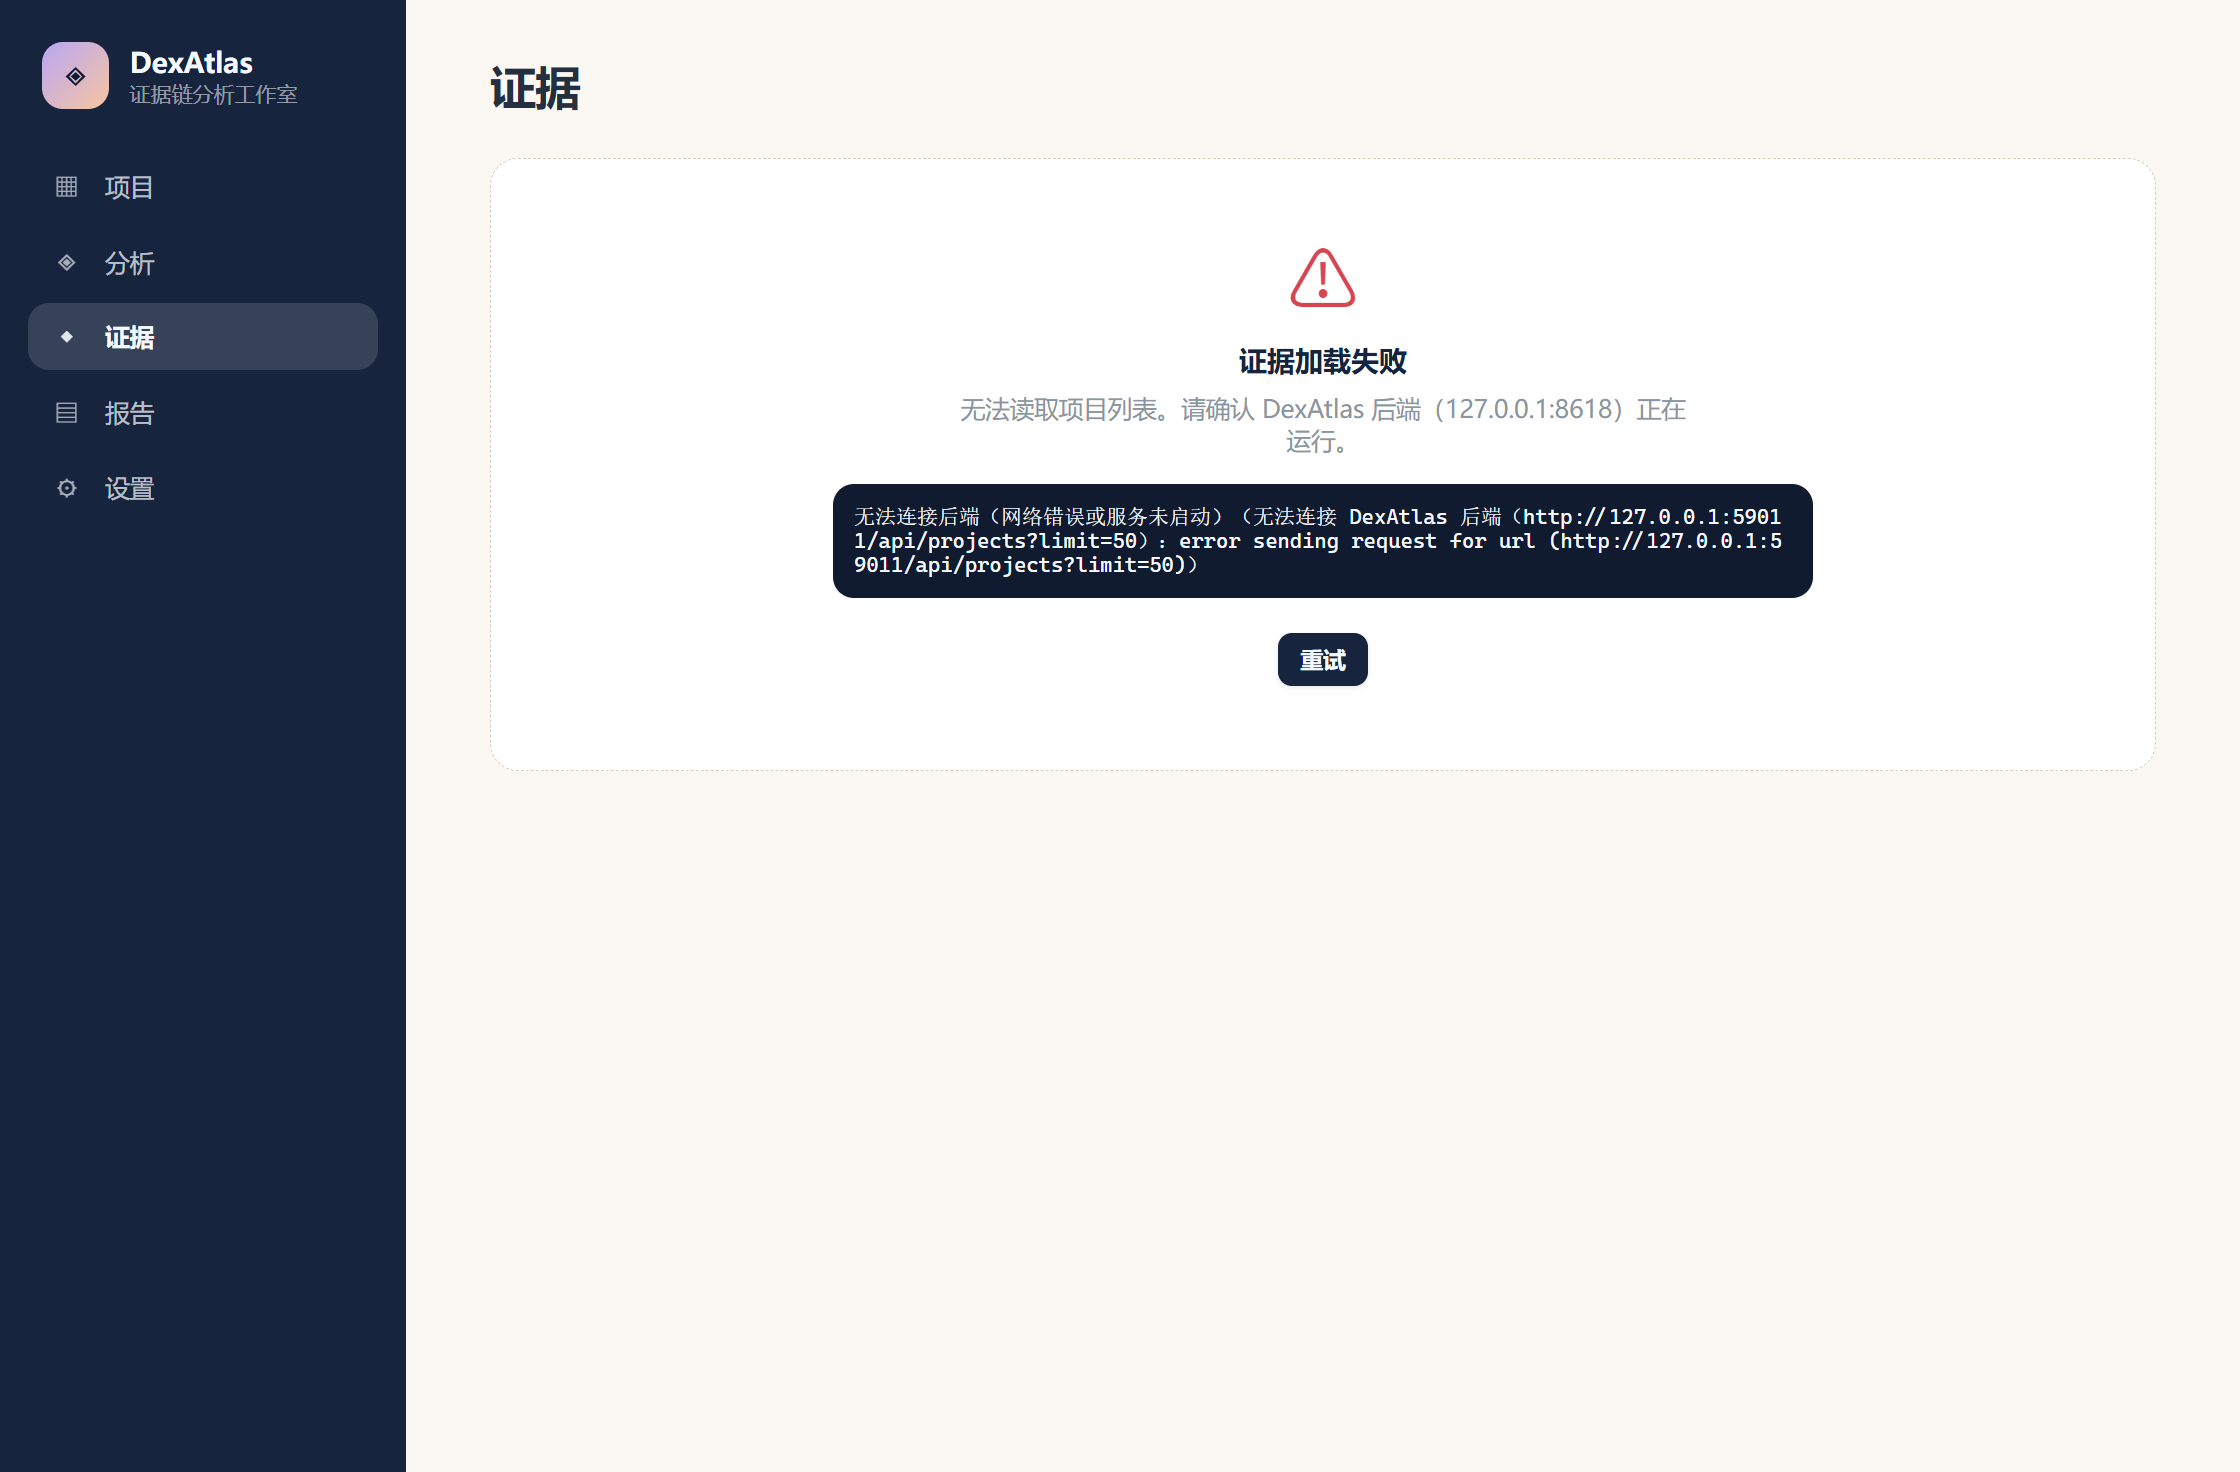 DexAtlas
证据链分析工作室
项目
分析
证据
报告
设置
证据
证据加载失败
无法读取项目列表。请确认 DexAtlas 后端（127.0.0.1:8618）正在
运行。
无法连接后端（网络错误或服务未启动）（无法连接 DexAtlas 后端（http://127.0.0.1:5901
1/api/projects?limit=50）：error sending request for url (http://127.0.0.1:5
9011/api/projects?limit=50)）
重试